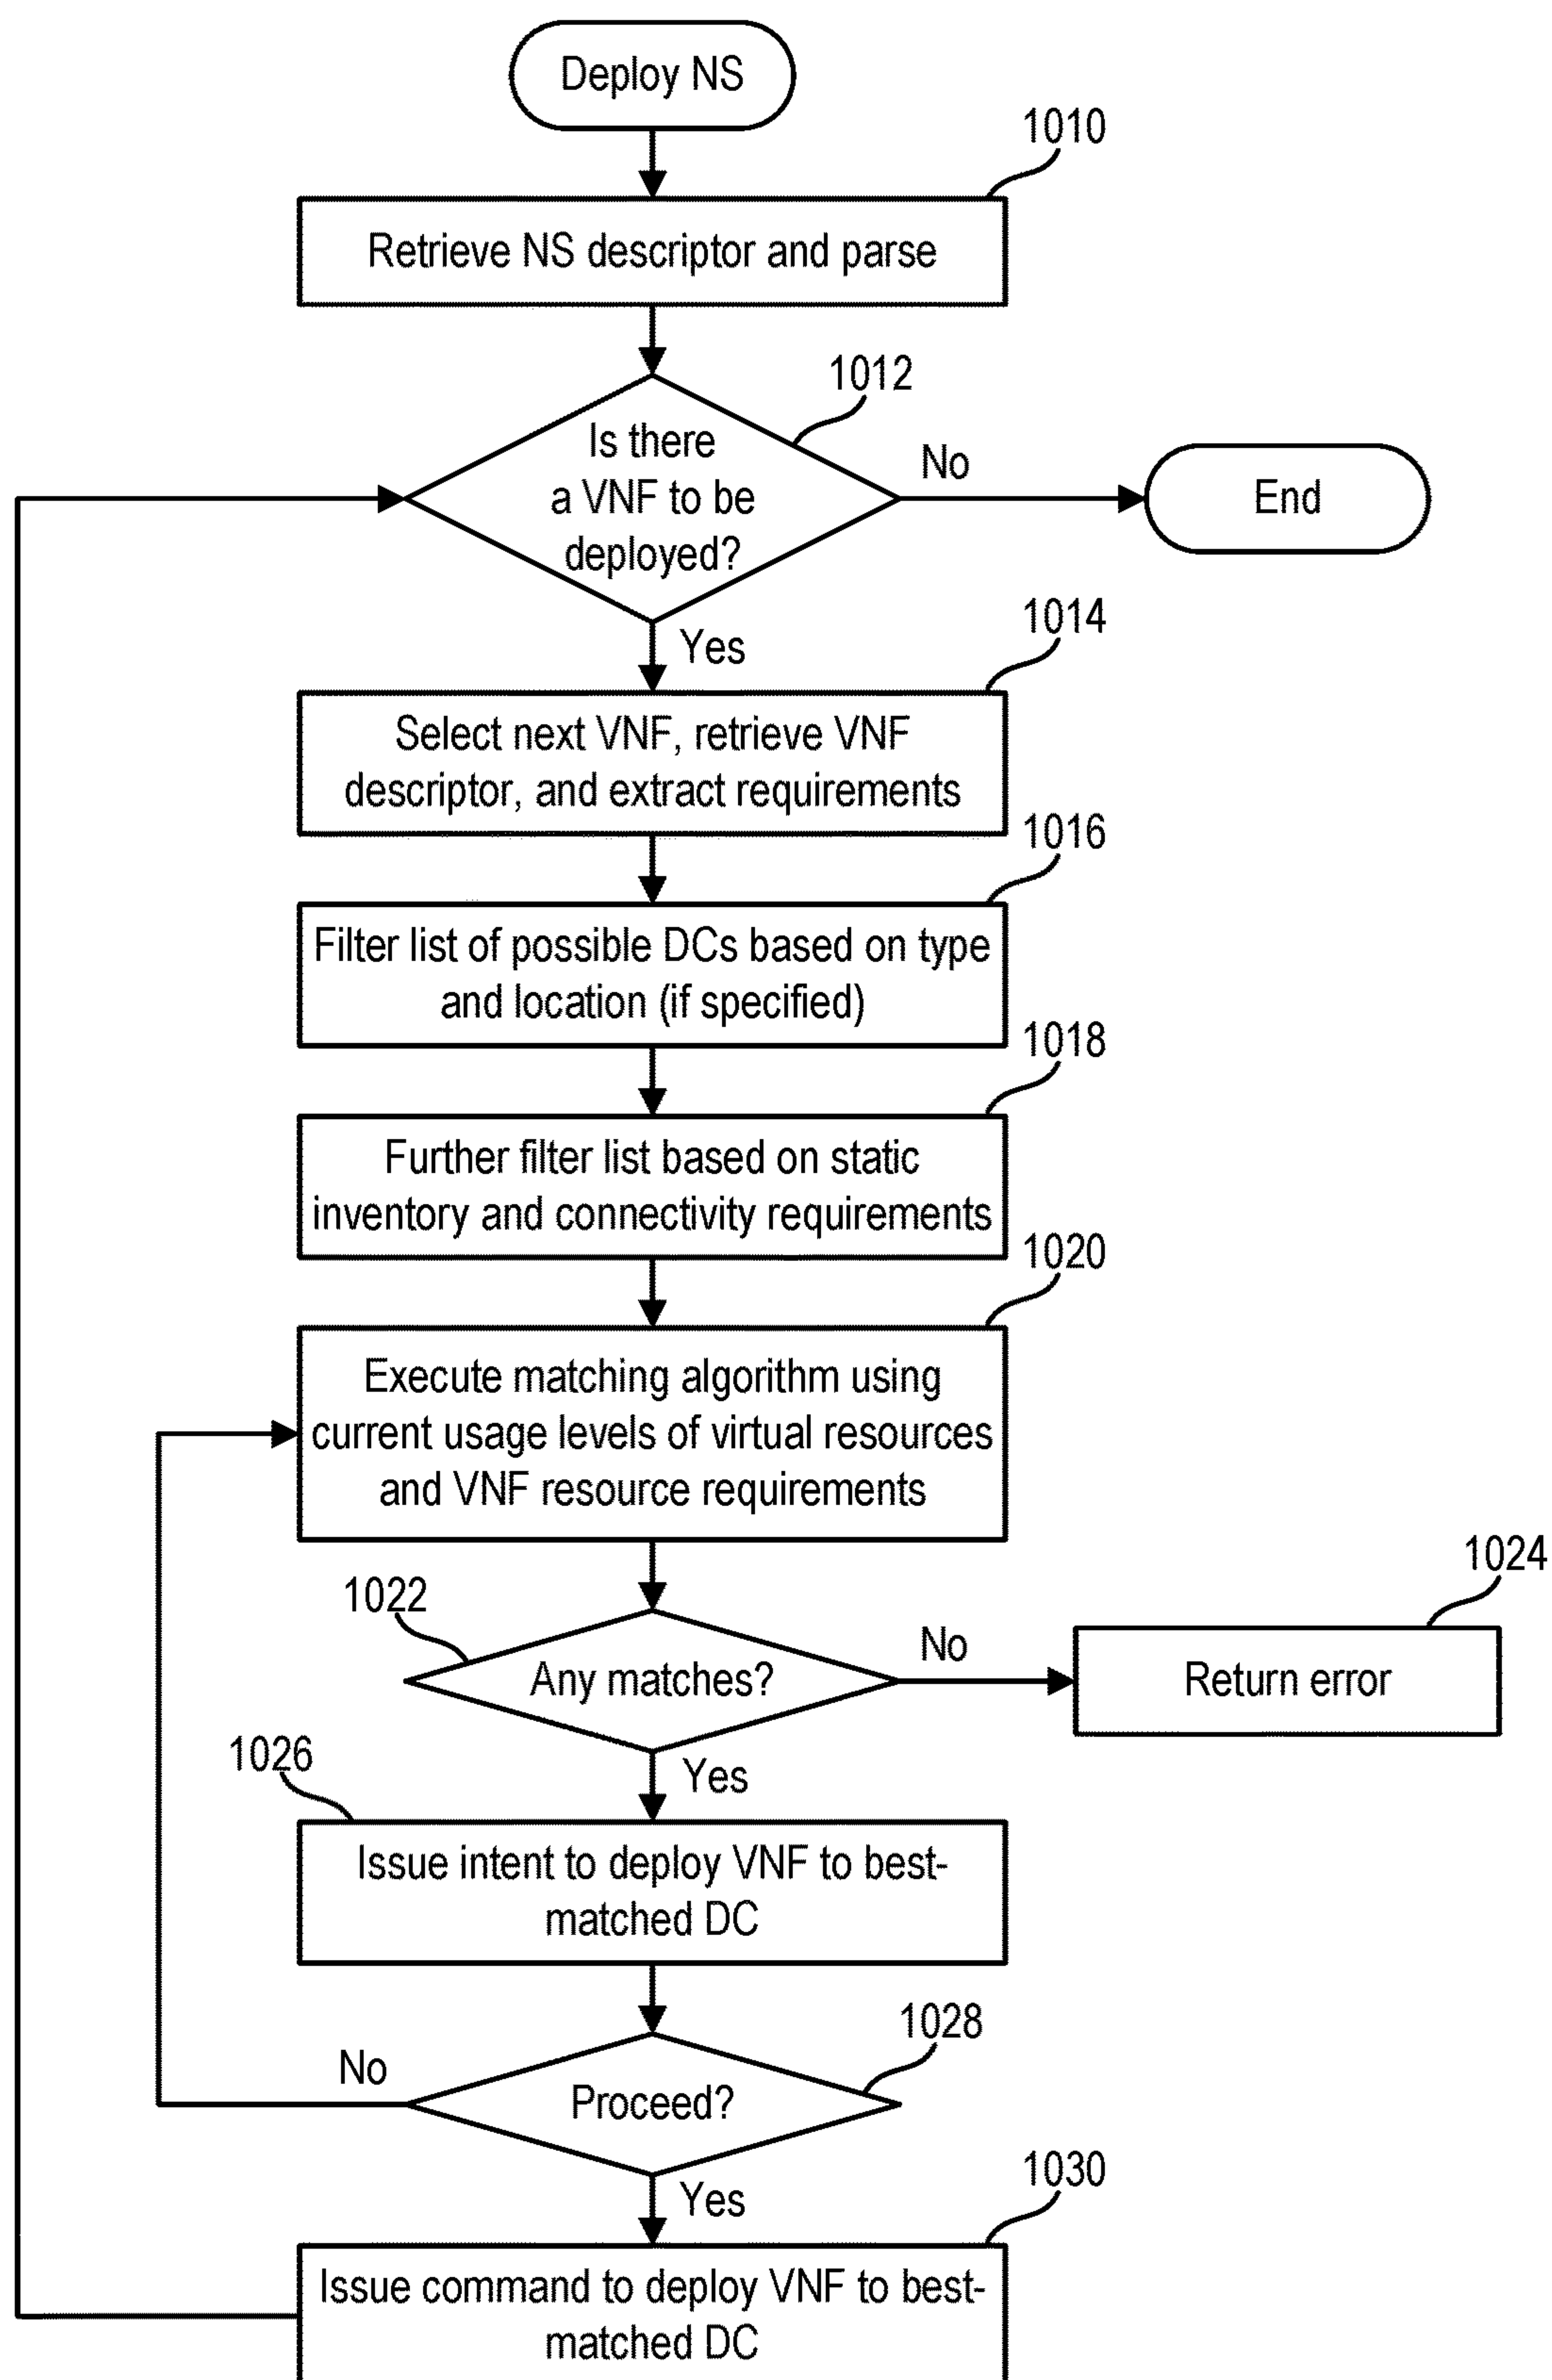 Deploy NS
1010
Retrieve NS descriptor and parse
1012
Is there
a VNF to be
deployed?
No
End
Yes
1014
Select next VNF, retrieve VNF
descriptor, and extract requirements
1016
Filter list of possible DCs based on type
and location (if specified)
1018
Further filter list based on static
inventory and connectivity requirements
1020
Execute matching algorithm using
current usage levels of virtual resources
and VNF resource requirements
1022
Any matches?
No
1024
Return error
Yes
1026
Issue intent to deploy VNF to best-
matched DC
1028
Proceed?
No
Yes
1030
Issue command to deploy VNF to best-
matched DC